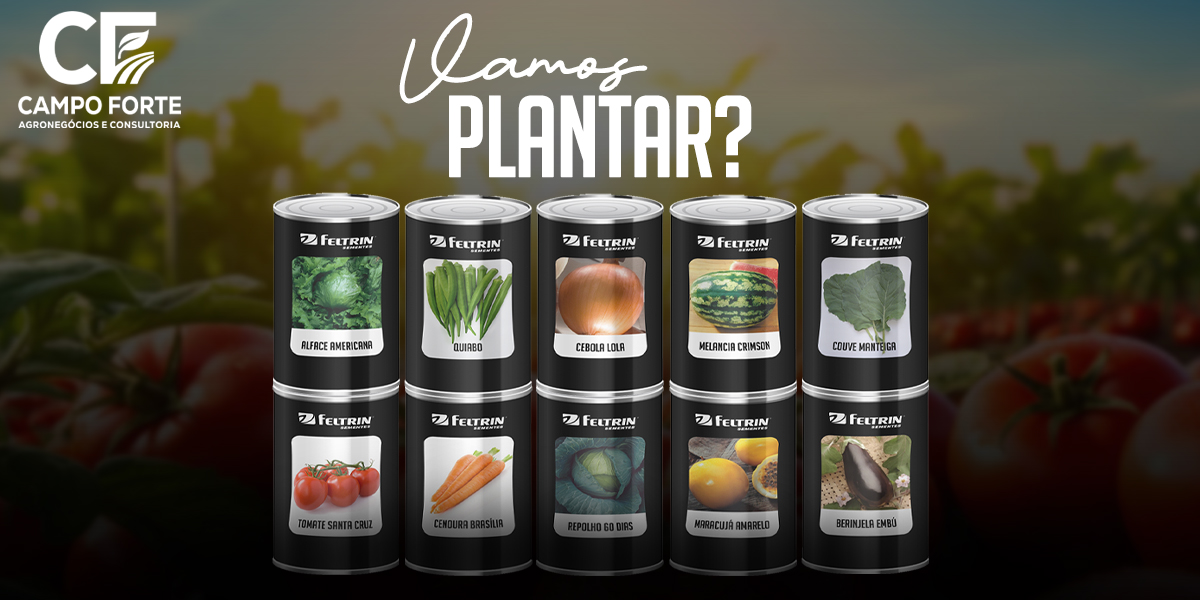 CF
CAMPO FORTE
AGRONEGÓCIOS E CONSULTORIA
Vamos
PLANTAR?
FELTRIN
SEMENTES
ALFACE AMERICANA
FELTRIN
SEMENTES
QUIABO
FELTRIN
SEMENTES
CEBOLA LOLA
FELTRIN
SEMENTES
MELANCIA CRIMSON
FELTRIN
SEMENTES
COUVE MANTEIGA
FELTRIN
SEMENTES
TOMATE SANTA CRUZ
FELTRIN
SEMENTES
CENOURA BRASÍLIA
FELTRIN
SEMENTES
REPOLHO 60 DIAS
FELTRIN
SEMENTES
MARACUJÁ AMARELO
FELTRIN
SEMENTES
BERINJELA EMBÚ